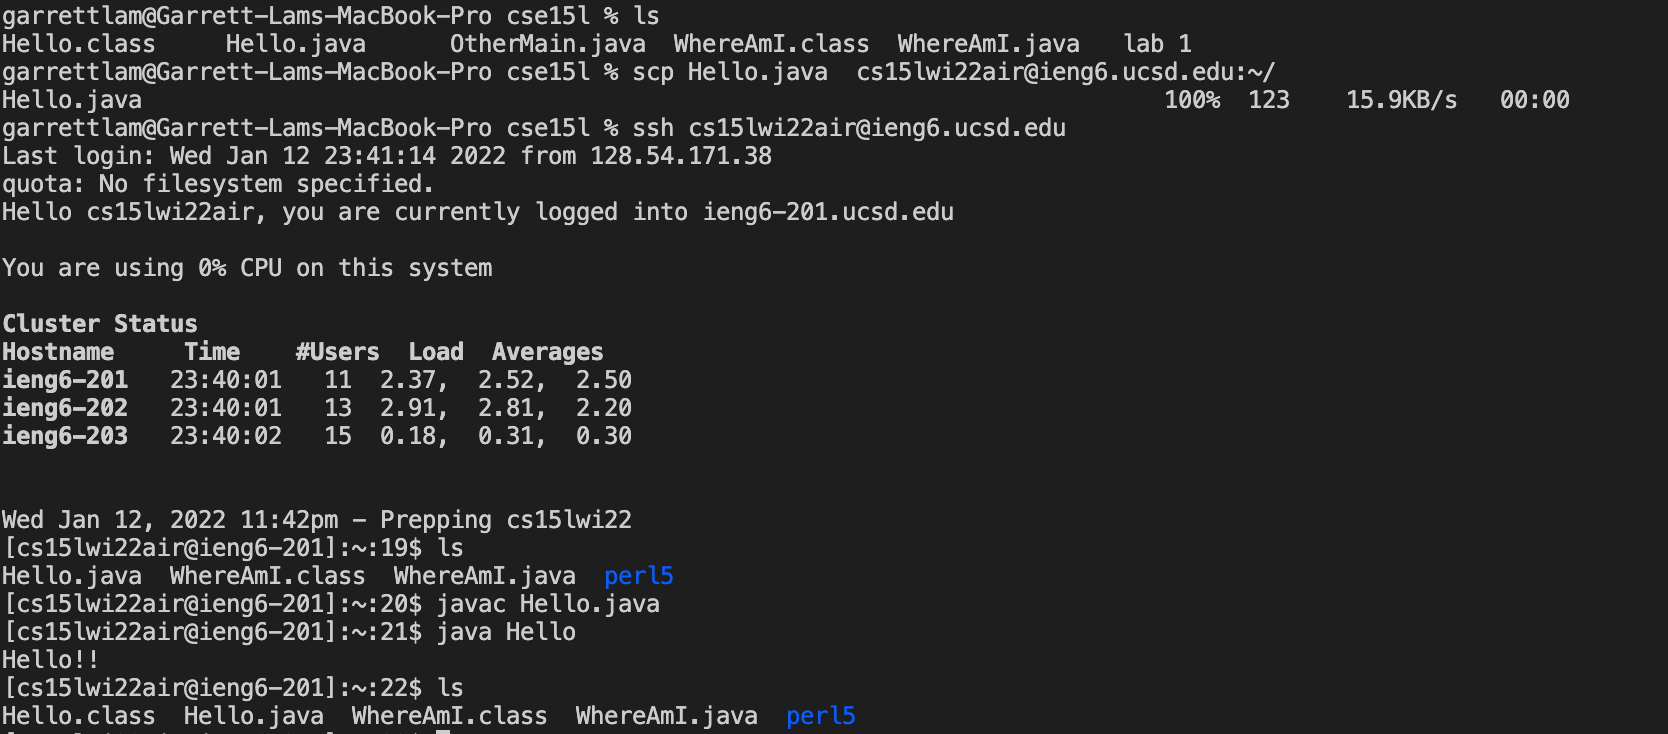 garrettlam@Garrett-Lams-MacBook-Pro cse15l % ls
Hello.class     Hello.java      OtherMain.java  WhereAmI.class  WhereAmI.java   lab 1
garrettlam@Garrett-Lams-MacBook-Pro cse15l % scp Hello.java  cs15lwi22air@ieng6.ucsd.edu:~/
Hello.java                                                                         100%  123    15.9KB/s   00:00
garrettlam@Garrett-Lams-MacBook-Pro cse15l % ssh cs15lwi22air@ieng6.ucsd.edu
Last login: Wed Jan 12 23:41:14 2022 from 128.54.171.38
quota: No filesystem specified.
Hello cs15lwi22air, you are currently logged into ieng6-201.ucsd.edu
You are using 0% CPU on this system
Cluster Status
Hostname     Time    #Users  Load  Averages
ieng6-201   23:40:01   11  2.37,  2.52,  2.50
ieng6-202   23:40:01   13  2.91,  2.81,  2.20
ieng6-203   23:40:02   15  0.18,  0.31,  0.30
Wed Jan 12, 2022 11:42pm - Prepping cs15lwi22
[cs15lwi22air@ieng6-201]:~:19$ ls
Hello.java  WhereAmI.class  WhereAmI.java  perl5
[cs15lwi22air@ieng6-201]:~:20$ javac Hello.java
[cs15lwi22air@ieng6-201]:~:21$ java Hello
Hello!!
[cs15lwi22air@ieng6-201]:~:22$ ls
Hello.class  Hello.java  WhereAmI.class  WhereAmI.java  perl5